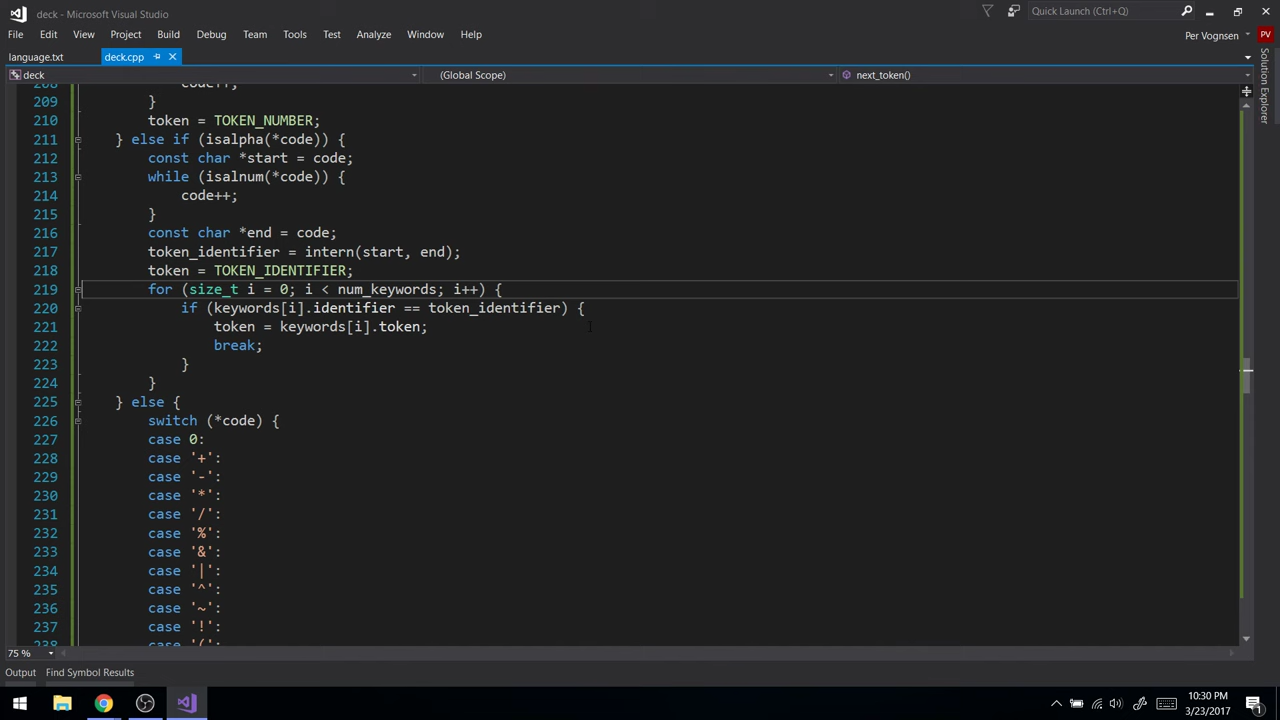 deck - Microsoft Visual Studio
Quick Launch (Ctrl+Q)
File Edit View Project Build Debug Team Tools Test Analyze Window Help
Per Vognsen PV
language.txt deck.cpp
Solution Explorer
deck (Global Scope) next_token()
208 code++;
209 }
210 token = TOKEN_NUMBER;
211 } else if (isalpha(*code)) {
212 const char *start = code;
213 while (isalnum(*code)) {
214 code++;
215 }
216 const char *end = code;
217 token_identifier = intern(start, end);
218 token = TOKEN_IDENTIFIER;
219 for (size_t i = 0; i < num_keywords; i++) {
220 if (keywords[i].identifier == token_identifier) {
221 token = keywords[i].token;
222 break;
223 }
224 }
225 } else {
226 switch (*code) {
227 case 0:
228 case '+':
229 case '-':
230 case '*':
231 case '/':
232 case '%':
233 case '&':
234 case '|':
235 case '^':
236 case '~':
237 case '!':
238 case '(':
75 %
Output Find Symbol Results
10:30 PM
3/23/2017
1